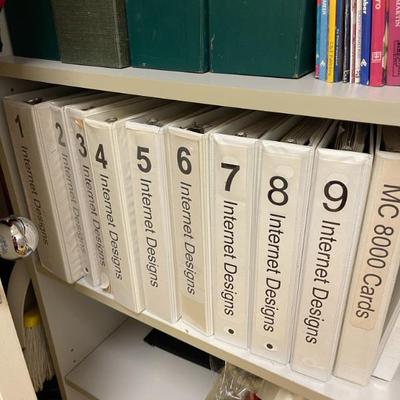 MARTIN
1 Internet Designs
2 Internet Designs
3 Internet Designs
4 Internet Designs
5 Internet Designs
6 Internet Designs
7 Internet Designs
8 Internet Designs
9 Internet Designs
MC 8000 Cards